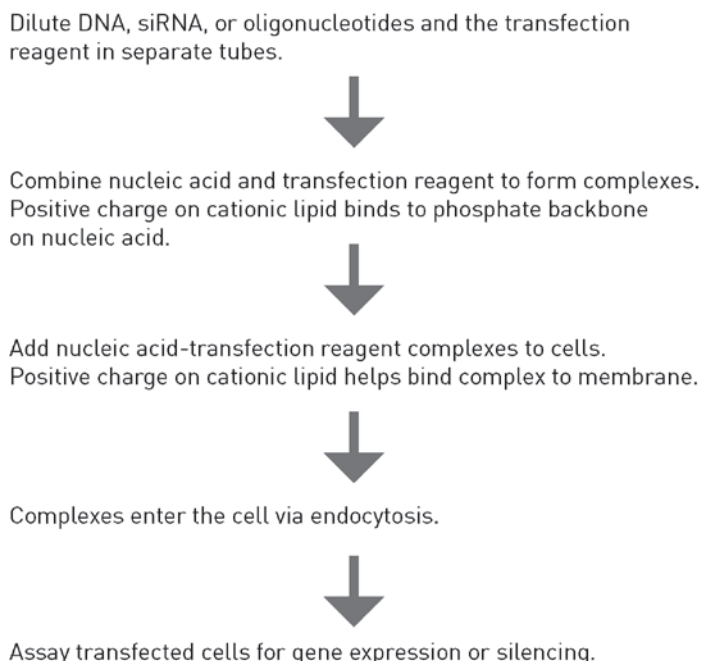 Dilute DNA, siRNA, or oligonucleotides and the transfection
reagent in separate tubes.
Combine nucleic acid and transfection reagent to form complexes.
Positive charge on cationic lipid binds to phosphate backbone
on nucleic acid.
Add nucleic acid-transfection reagent complexes to cells.
Positive charge on cationic lipid helps bind complex to membrane.
Complexes enter the cell via endocytosis.
Assay transfected cells for gene expression or silencing.